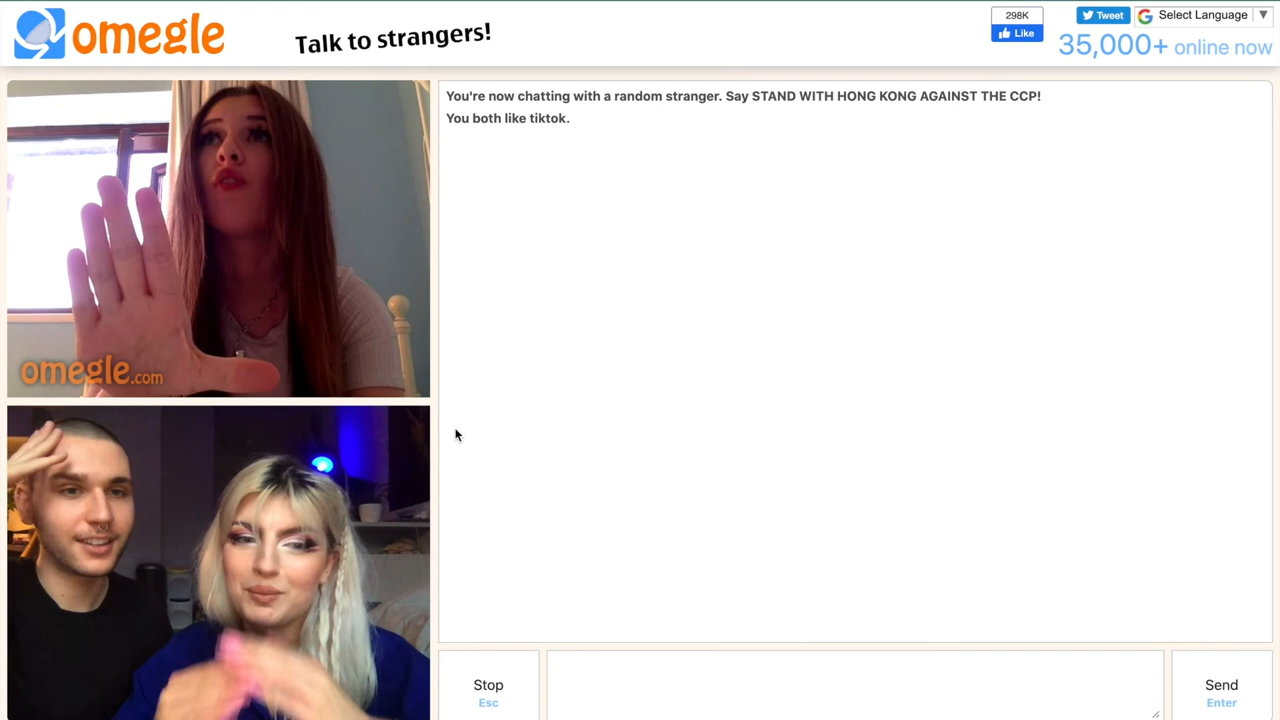 omegle
Talk to strangers!
298K
Like
Tweet
Select Language
35,000+ online now
You're now chatting with a random stranger. Say STAND WITH HONG KONG AGAINST THE CCP!
You both like tiktok.
omegle.com
Stop
Esc
Send
Enter